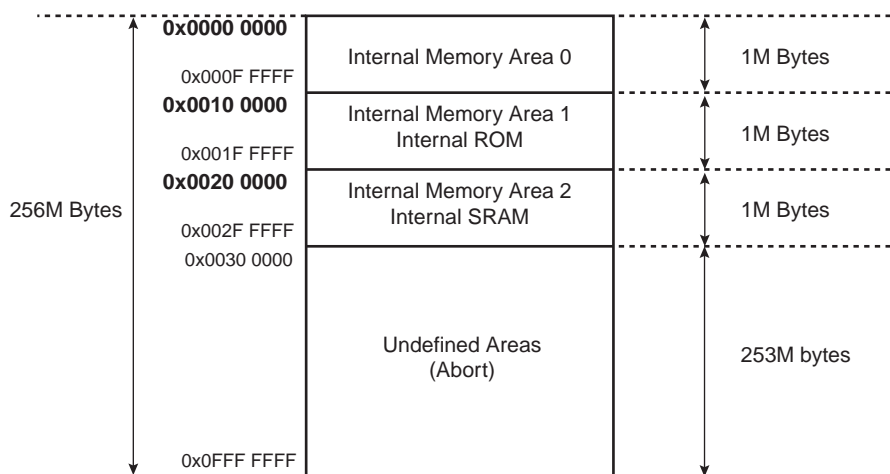 0x0000 0000
Internal Memory Area 0
1M Bytes
0x000F FFFF
0x0010 0000
Internal Memory Area 1
Internal ROM
1M Bytes
0x001F FFFF
0x0020 0000
Internal Memory Area 2
Internal SRAM
256M Bytes
1M Bytes
0x002F FFFF
0x0030 0000
Undefined Areas
(Abort)
253M bytes
0x0FFF FFFF